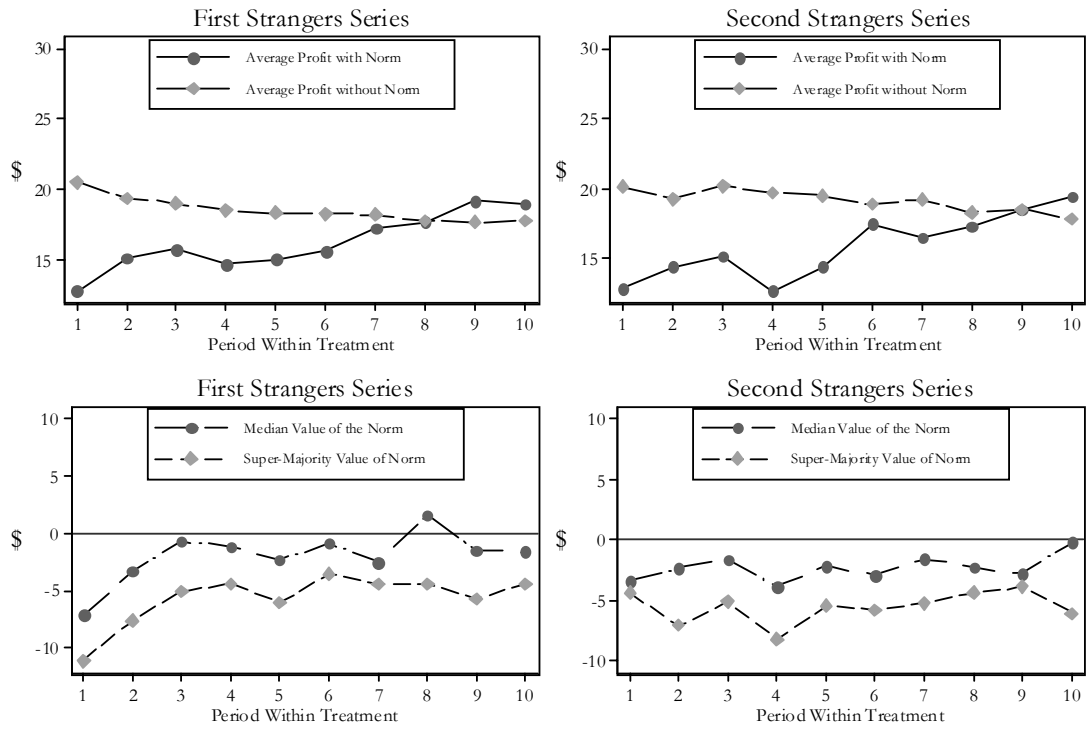 First Strangers Series
30
25
20
15
$
Average Profit with Norm
Average Profit without Norm
1 2 3 4 5 6 7 8 9 10
Period Within Treatment
Second Strangers Series
30
25
20
15
$
Average Profit with Norm
Average Profit without Norm
1 2 3 4 5 6 7 8 9 10
Period Within Treatment
First Strangers Series
10
5
0
-5
-10
$
Median Value of the Norm
Super-Majority Value of Norm
1 2 3 4 5 6 7 8 9 10
Period Within Treatment
Second Strangers Series
10
5
0
-5
-10
$
Median Value of the Norm
Super-Majority Value of Norm
1 2 3 4 5 6 7 8 9 10
Period Within Treatment